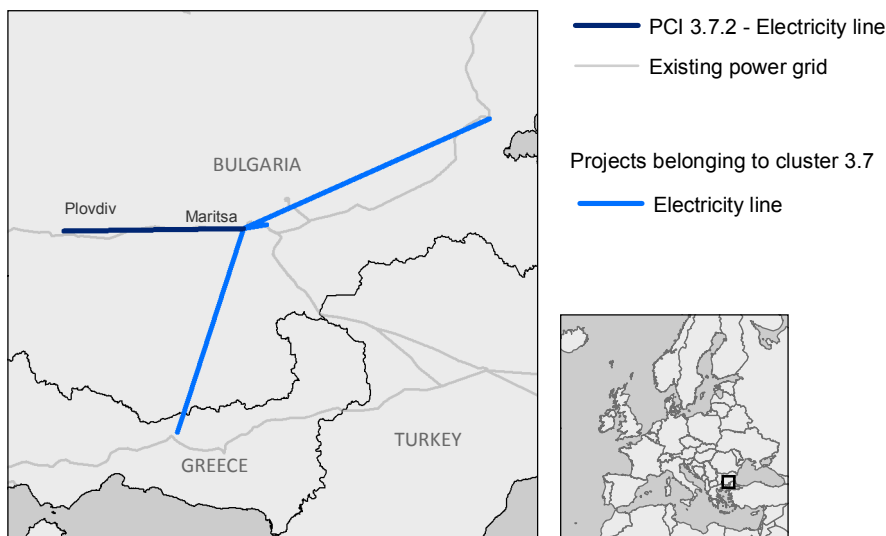 PCI 3.7.2 - Electricity line
Existing power grid
Projects belonging to cluster 3.7
Electricity line
BULGARIA
Plovdiv
Maritsa
TURKEY
GREECE